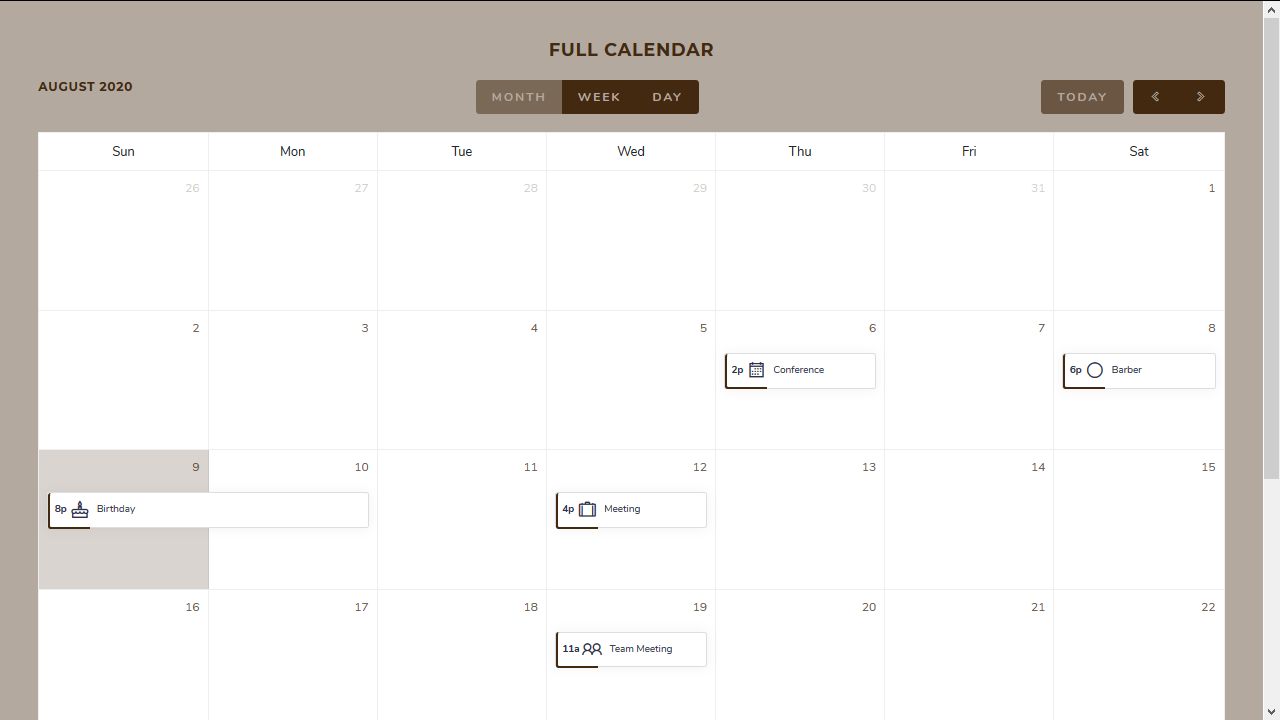 FULL CALENDAR
AUGUST 2020
MONTH WEEK DAY
TODAY
Sun Mon Tue Wed Thu Fri Sat
26 27 28 29 30 31 1
2 3 4 5 6 7 8
2p Conference
6p Barber
9 10 11 12 13 14 15
8p Birthday
4p Meeting
16 17 18 19 20 21 22
11a Team Meeting